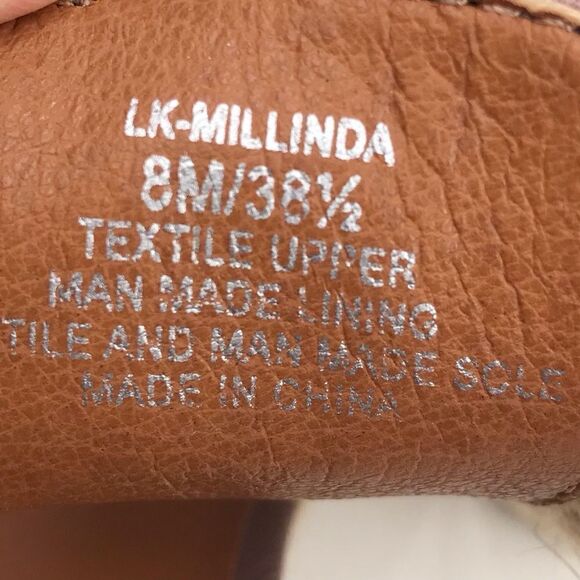 LK-MILLINDA
8M/38½
TEXTILE UPPER
MAN MADE LINING
TILE AND MAN MADE SOLE
MADE IN CHINA